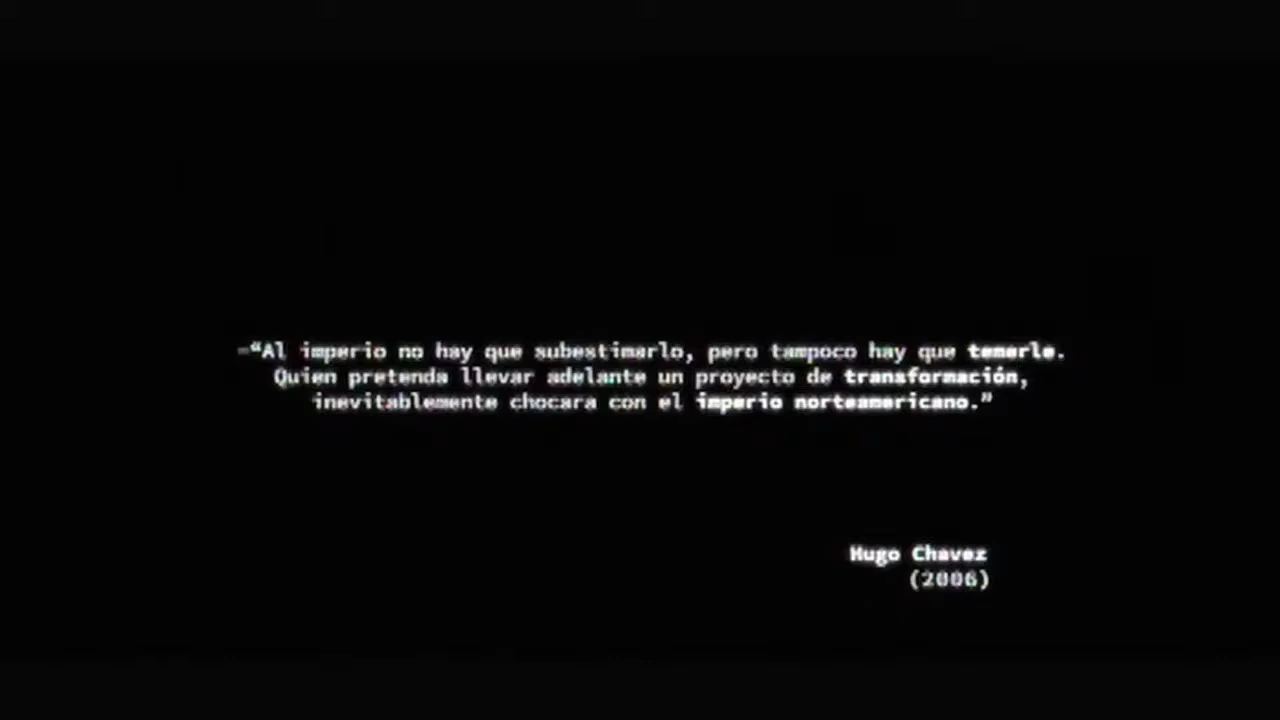 -“Al imperio no hay que subestimarlo, pero tampoco hay que temerle.
Quien pretenda llevar adelante un proyecto de transformación,
inevitablemente chocara con el imperio norteamericano.”
Hugo Chavez
(2006)